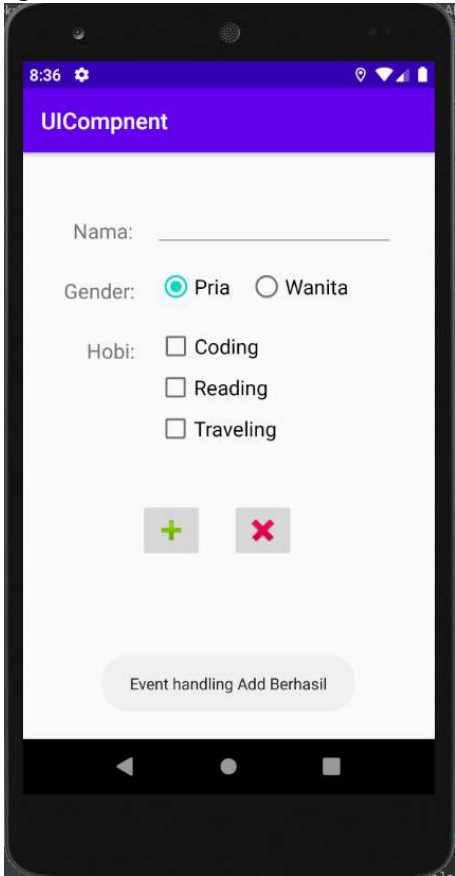 8:36
UICompnent
Nama:
Gender: Pria Wanita
Hobi: Coding
Reading
Traveling
Event handling Add Berhasil